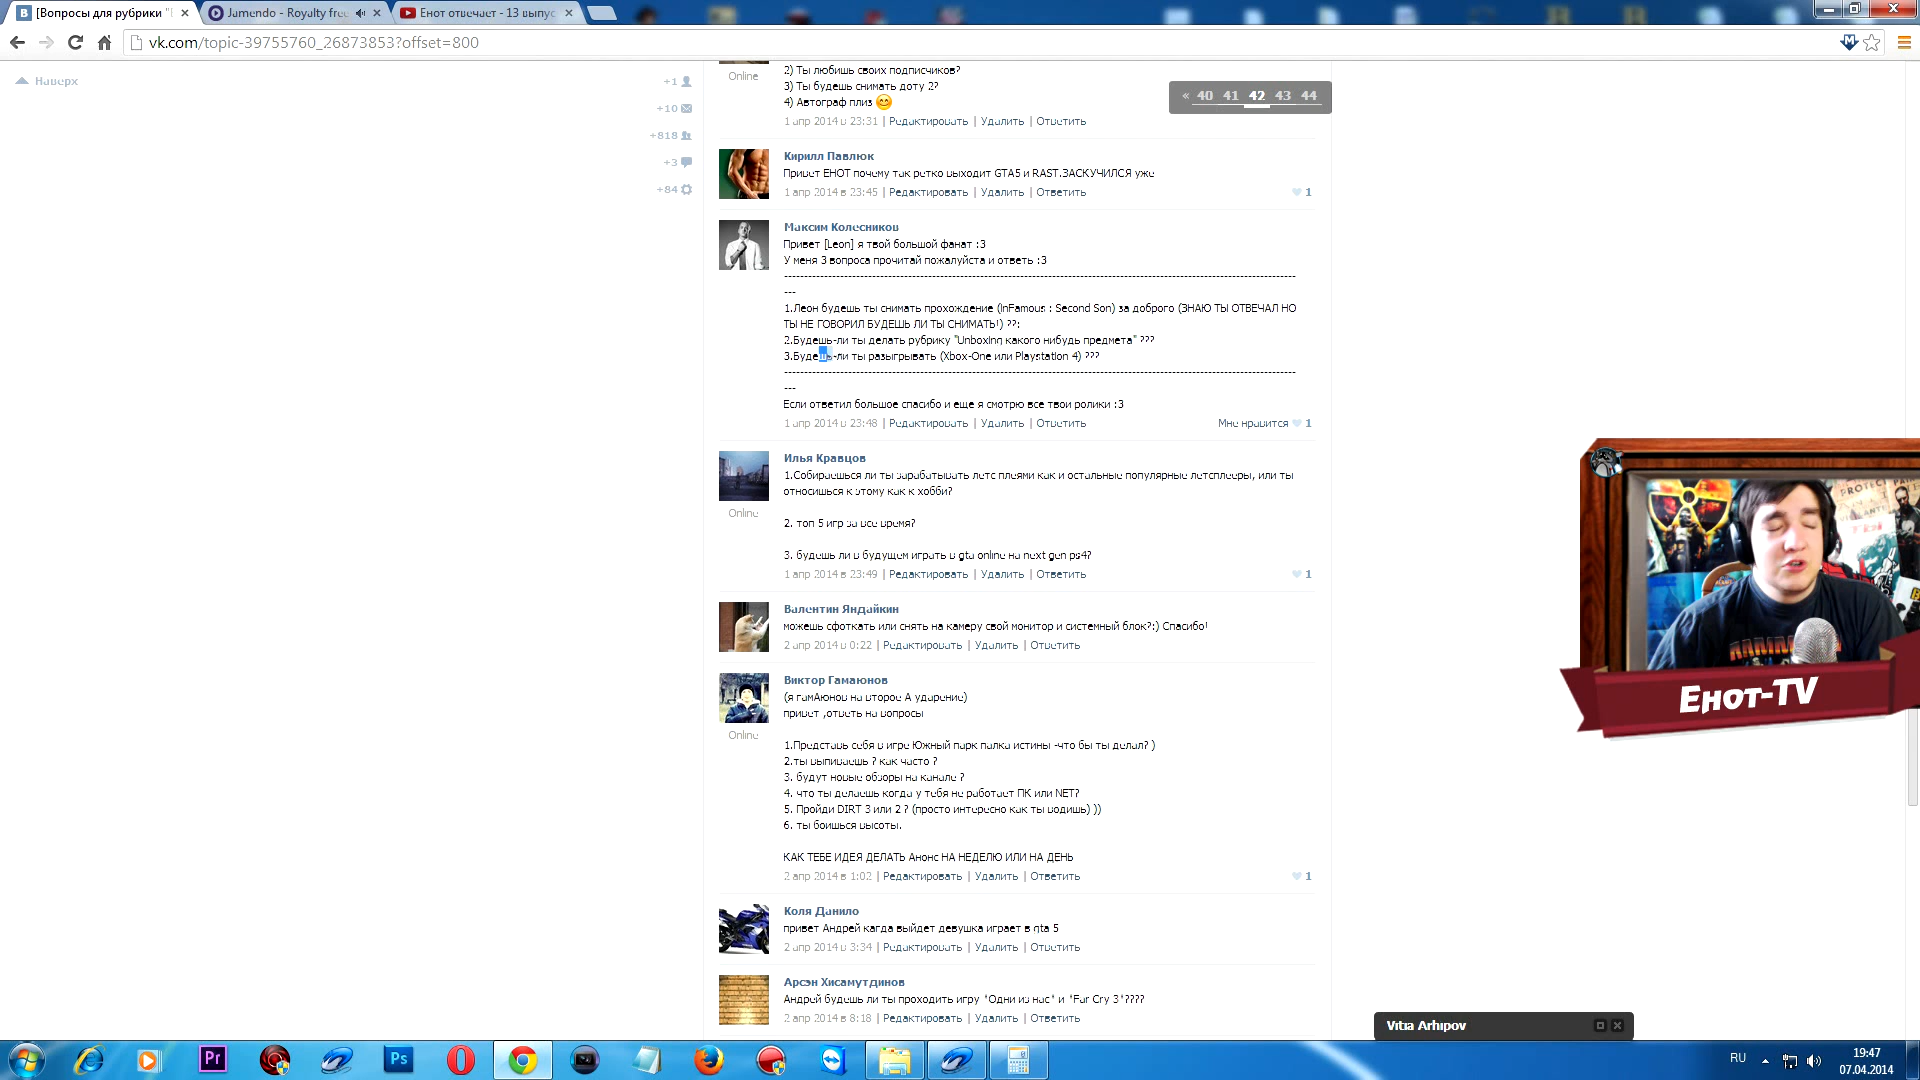 [Вопросы для рубрики "
Jamendo - Royalty free
Енот отвечает - 13 выпус
vk.com/topic-39755760_26873853?offset=800
Наверх
+1
+10
+818
+3
+84
« 40 41 42 43 44
Online
2) Ты любишь своих подписчиков?
3) Ты будешь снимать доту 2?
4) Автограф плиз
1 апр 2014 в 23:31 | Редактировать | Удалить | Ответить
Кирилл Павлюк
Привет ЕНОТ почему так ретко выходит GTA5 и RAST.ЗАСКУЧИЛСЯ уже
1 апр 2014 в 23:45 | Редактировать | Удалить | Ответить
1
Максим Колесников
Привет [Leon] я твой большой фанат :3
У меня 3 вопроса прочитай пожалуйста и ответь :3
1.Леон будешь ты снимать прохождение (InFamous : Second Son) за доброго (ЗНАЮ ТЫ ОТВЕЧАЛ НО
ТЫ НЕ ГОВОРИЛ БУДЕШЬ ЛИ ТЫ СНИМАТЬ!) ??;
2.Будешь-ли ты делать рубрику "Unboxing какого нибудь предмета" ???
3.Будешь-ли ты разыгрывать (Xbox-One или Playstation 4) ???
Если ответил большое спасибо и еще я смотрю все твои ролики :3
1 апр 2014 в 23:48 | Редактировать | Удалить | Ответить
Мне нравится 1
Илья Кравцов
Online
1.Собираешься ли ты зарабатывать летс плеями как и остальные популярные летсплееры, или ты
относишься к этому как к хобби?
2. топ 5 игр за все время?
3. будешь ли в будущем играть в gta online на next gen ps4?
1 апр 2014 в 23:49 | Редактировать | Удалить | Ответить
1
Валентин Яндайкин
можешь сфоткать или снять на камеру свой монитор и системный блок?:) Спасибо!
2 апр 2014 в 0:22 | Редактировать | Удалить | Ответить
Виктор Гамаюнов
Online
(я гамАюнов на второе А ударение)
привет ,ответь на вопросы
1.Представь себя в игре Южный парк палка истины -что бы ты делал? )
2.ты выпиваешь ? как часто ?
3. будут новые обзоры на канале ?
4. что ты делаешь когда у тебя не работает ПК или NET?
5. Пройди DIRT 3 или 2 ? (просто интересно как ты водишь) ))
6. ты боишься высоты.
КАК ТЕБЕ ИДЕЯ ДЕЛАТЬ Анонс НА НЕДЕЛЮ ИЛИ НА ДЕНЬ
2 апр 2014 в 1:02 | Редактировать | Удалить | Ответить
1
Коля Данило
привет Андрей кагда выйдет девушка играет в gta 5
2 апр 2014 в 3:34 | Редактировать | Удалить | Ответить
Арсэн Хисамутдинов
Андрей будешь ли ты проходить игру "Одни из нас" и "Far Cry 3"????
2 апр 2014 в 8:18 | Редактировать | Удалить | Ответить
Енот-TV
Vitia Arhipov
Pr
Ps
RU
19:47
07.04.2014